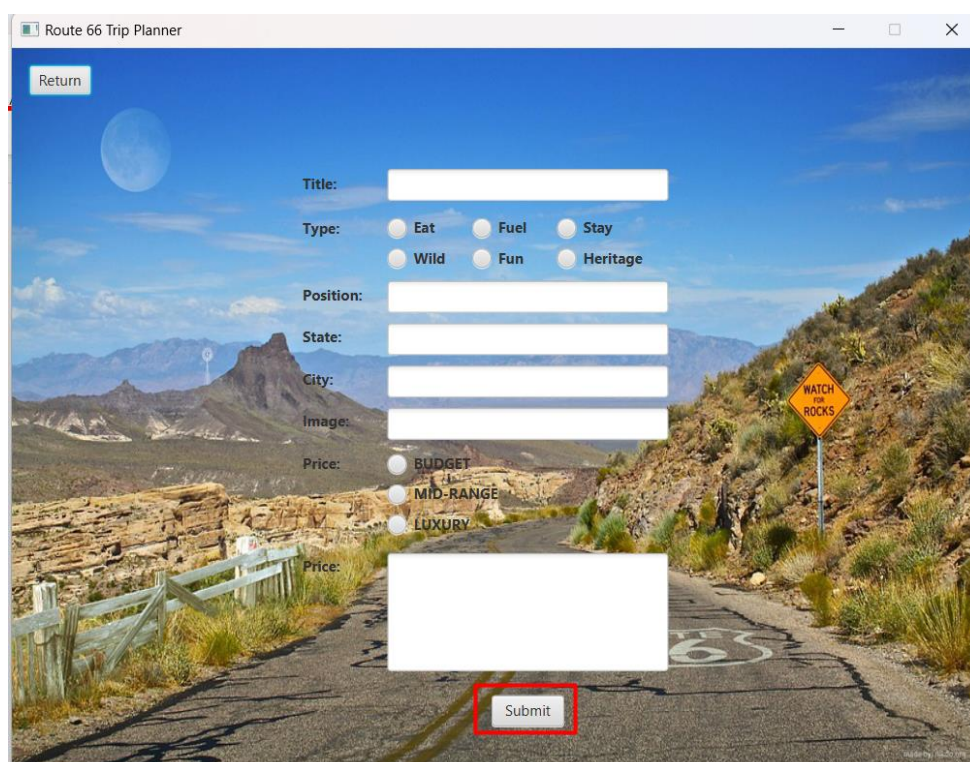 Route 66 Trip Planner
Return
Title:
Type: Eat Fuel Stay
Wild Fun Heritage
Position:
State:
City:
WATCH
FOR
ROCKS
Image:
Price: BUDGET
MID-RANGE
LUXURY
Price:
6
Submit